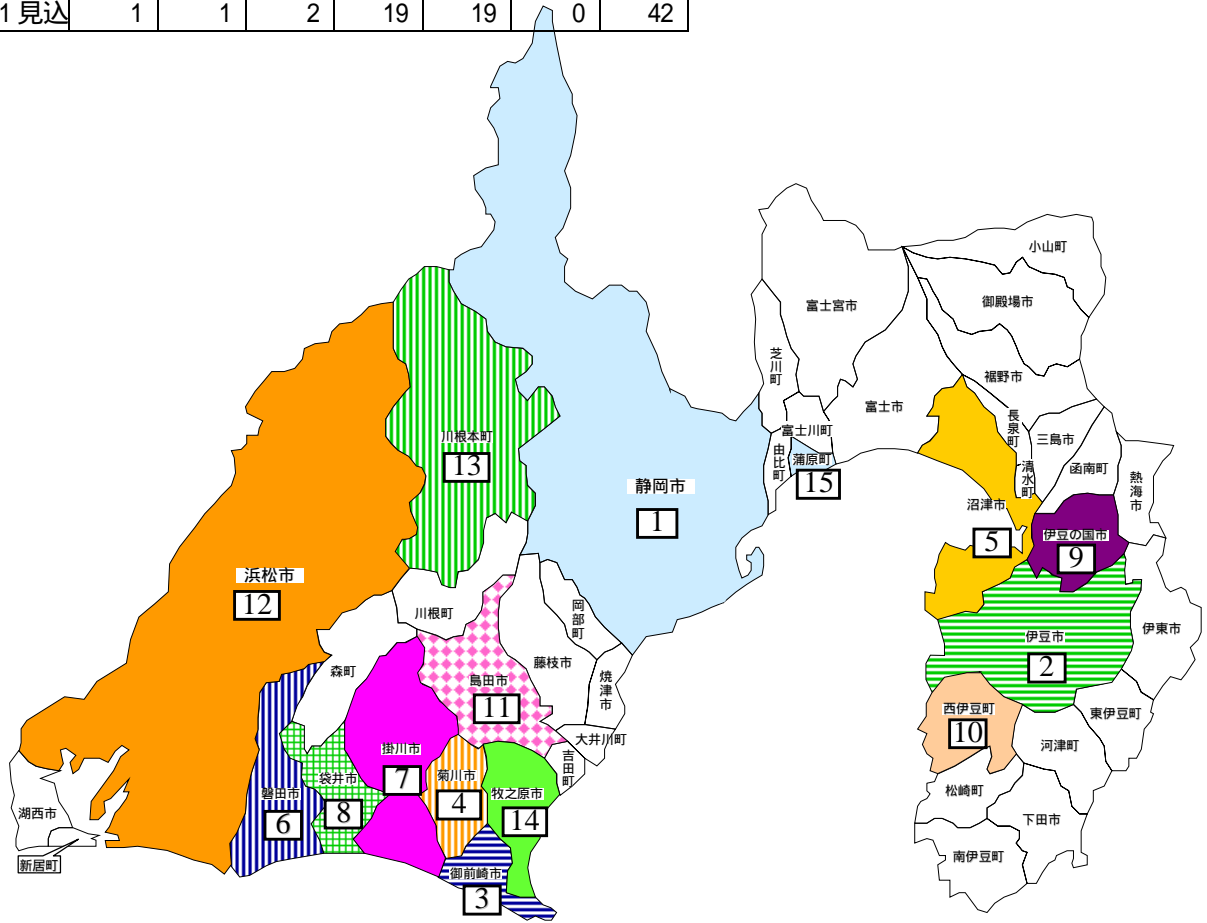 1 見込 1 1 2 19 19 0 42
小山町
御殿場市
富士宮市
芝川町
裾野市
富士市
長泉町
富士川町
三島市
川根本町
13
由比町
蒲原町
15
清水町
函南町
熱海市
静岡市
1
沼津市
5
伊豆の国市
9
浜松市
12
川根町
岡部町
伊豆市
2
伊東市
森町
藤枝市
焼津市
島田市
11
西伊豆町
10
東伊豆町
大井川町
河津町
掛川市
7
吉田町
袋井市
8
菊川市
4
磐田市
6
牧之原市
14
松崎町
湖西市
下田市
新居町
御前崎市
3
南伊豆町